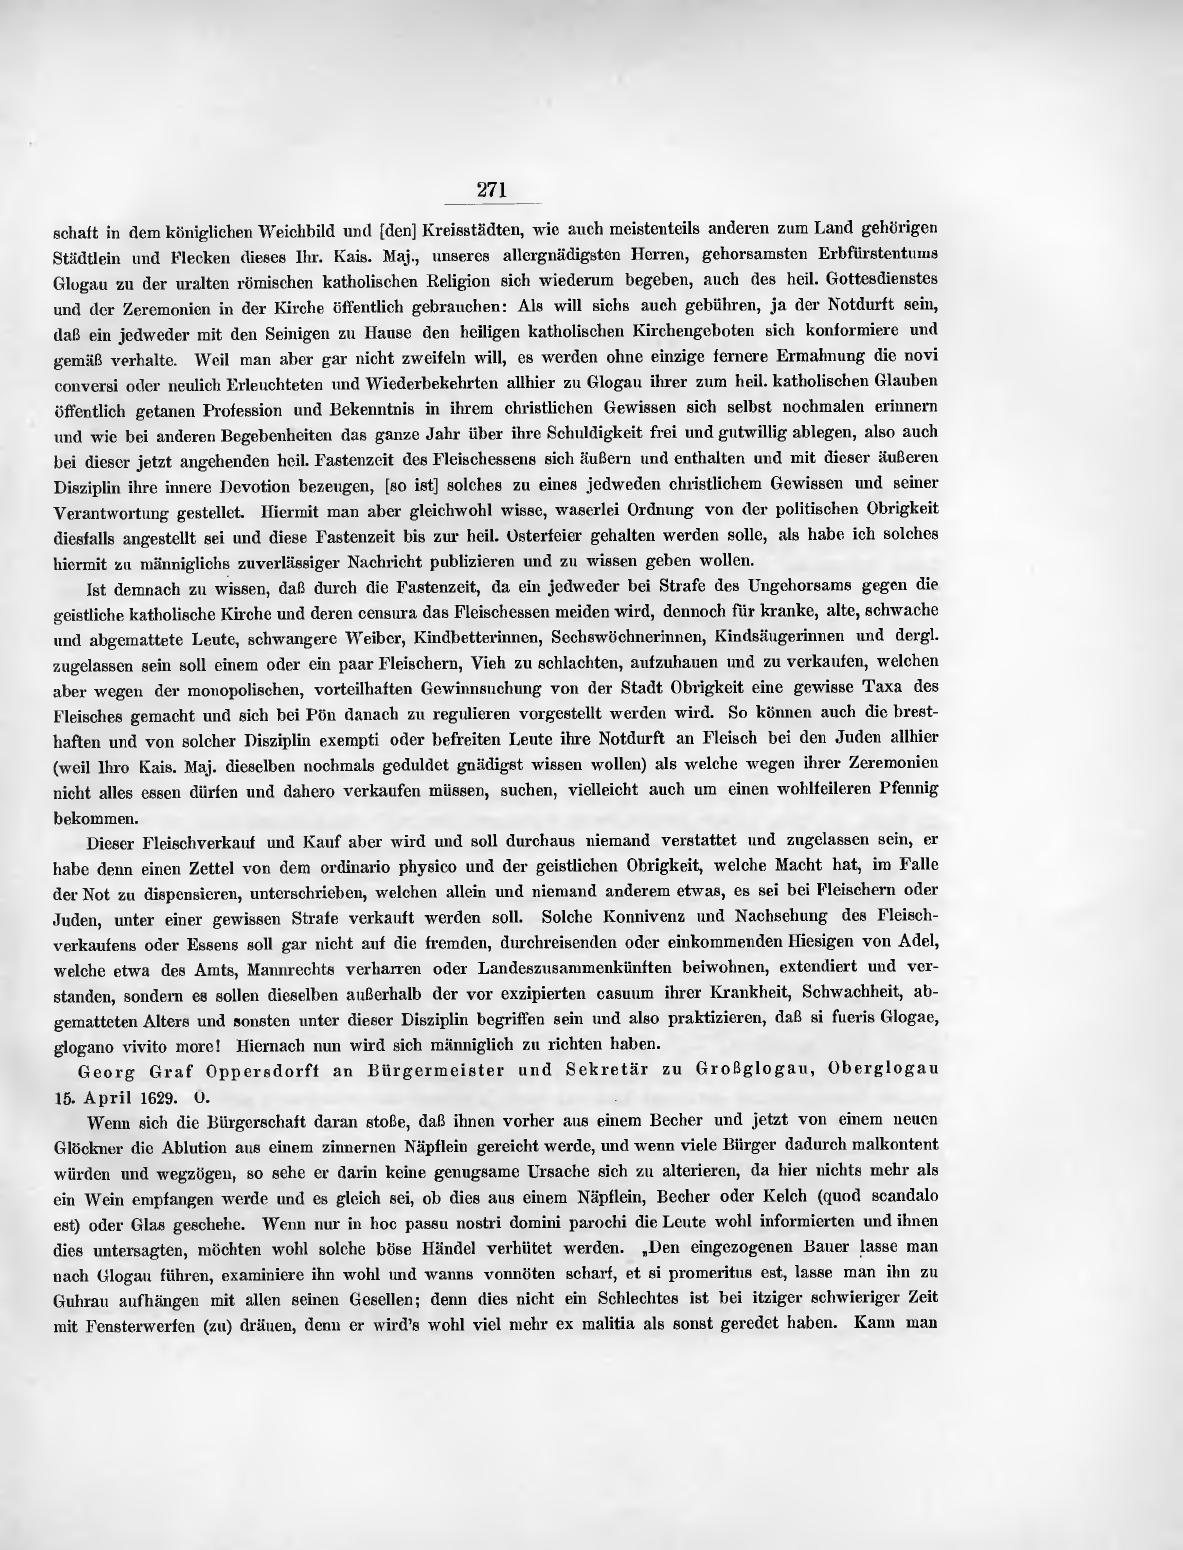 271
schaft in dem königlichen Weichbild und [den] Kreisstädten, wie auch meistenteils anderen zum Land gehörigen
Städtlein und Flecken dieses Ihr. Kais. Maj., unseres allergnädigsten Herren, gehorsamsten Erbfürstentums
Glogau zu der uralten römischen katholischen Religion sich wiederum begeben, auch des heil. Gottesdienstes
und der Zeremonien in der Kirche öffentlich gebrauchen: Als will sichs auch gebühren, ja der Notdurft sein,
daß ein jedweder mit den Seinigen zu Hause den heiligen katholischen Kirchengeboten sich konformiere und
gemäß verhalte. Weil man aber gar nicht zweifeln will, es werden ohne einzige fernere Ermahnung die novi
conversi oder neulich Erleuchteten und Wiederbekehrten allhier zu Glogau ihrer zum heil. katholischen Glauben
öffentlich getanen Profession und Bekenntnis in ihrem christlichen Gewissen sich selbst nochmalen erinnern
und wie bei anderen Begebenheiten das ganze Jahr über ihre Schuldigkeit frei und gutwillig ablegen, also auch
bei dieser jetzt angehenden heil. Fastenzeit des Fleischessens sich äußern und enthalten und mit dieser äußeren
Disziplin ihre innere Devotion bezeugen, [so ist] solches zu eines jedweden christlichem Gewissen und seiner
Verantwortung gestellet. Hiermit man aber gleichwohl wisse, waserlei Ordnung von der politischen Obrigkeit
diesfalls angestellt sei und diese Fastenzeit bis zur heil. Osterfeier gehalten werden solle, als habe ich solches
hiermit zu männiglichs zuverlässiger Nachricht publizieren und zu wissen geben wollen.
Ist demnach zu wissen, daß durch die Fastenzeit, da ein jedweder bei Strafe des Ungehorsams gegen die
geistliche katholische Kirche und deren censura das Fleischessen meiden wird, dennoch für kranke, alte, schwache
und abgemattete Leute, schwangere Weiber, Kindbetterinnen, Sechswöchnerinnen, Kindsäugerinnen und dergl.
zugelassen sein soll einem oder ein paar Fleischern, Vieh zu schlachten, aufzuhauen und zu verkaufen, welchen
aber wegen der monopolischen, vorteilhaften Gewinnsuchung von der Stadt Obrigkeit eine gewisse Taxa des
Fleisches gemacht und sich bei Pön danach zu regulieren vorgestellt werden wird. So können auch die brest-
haften und von solcher Disziplin exempti oder befreiten Leute ihre Notdurft an Fleisch bei den Juden allhier
(weil Ihro Kais. Maj. dieselben nochmals geduldet gnädigst wissen wollen) als welche wegen ihrer Zeremonien
nicht alles essen dürfen und dahero verkaufen müssen, suchen, vielleicht auch um einen wohlfeileren Pfennig
bekommen.
Dieser Fleischverkauf und Kauf aber wird und soll durchaus niemand verstattet und zugelassen sein, er
habe denn einen Zettel von dem ordinario physico und der geistlichen Obrigkeit, welche Macht hat, im Falle
der Not zu dispensieren, unterschrieben, welchen allein und niemand anderem etwas, es sei bei Fleischern oder
Juden, unter einer gewissen Strafe verkauft werden soll. Solche Konnivenz und Nachsehung des Fleisch-
verkaufens oder Essens soll gar nicht auf die fremden, durchreisenden oder einkommenden Hiesigen von Adel,
welche etwa des Amts, Mannrechts verharren oder Landeszusammenkünften beiwohnen, extendiert und ver-
standen, sondern es sollen dieselben außerhalb der vor exzipierten casuum ihrer Krankheit, Schwachheit, ab-
gematteten Alters und sonsten unter dieser Disziplin begriffen sein und also praktizieren, daß si fueris Glogae,
glogano vivito more! Hiernach nun wird sich männiglich zu richten haben.
Georg Graf Oppersdorff an Bürgermeister und Sekretär zu Großglogau, Oberglogau
15. April 1629. O.
Wenn sich die Bürgerschaft daran stoße, daß ihnen vorher aus einem Becher und jetzt von einem neuen
Glöckner die Ablution aus einem zinnernen Näpflein gereicht werde, und wenn viele Bürger dadurch malkontent
würden und wegzögen, so sehe er darin keine genugsame Ursache sich zu alterieren, da hier nichts mehr als
ein Wein empfangen werde und es gleich sei, ob dies aus einem Näpflein, Becher oder Kelch (quod scandalo
est) oder Glas geschehe. Wenn nur in hoc passu nostri domini parochi die Leute wohl informierten und ihnen
dies untersagten, möchten wohl solche böse Händel verhütet werden. „Den eingezogenen Bauer lasse man
nach Glogau führen, examiniere ihn wohl und wanns vonnöten scharf, et si promeritus est, lasse man ihn zu
Guhrau aufhängen mit allen seinen Gesellen; denn dies nicht ein Schlechtes ist bei itziger schwieriger Zeit
mit Fensterwerfen (zu) dräuen, denn er wird's wohl viel mehr ex malitia als sonst geredet haben. Kann man